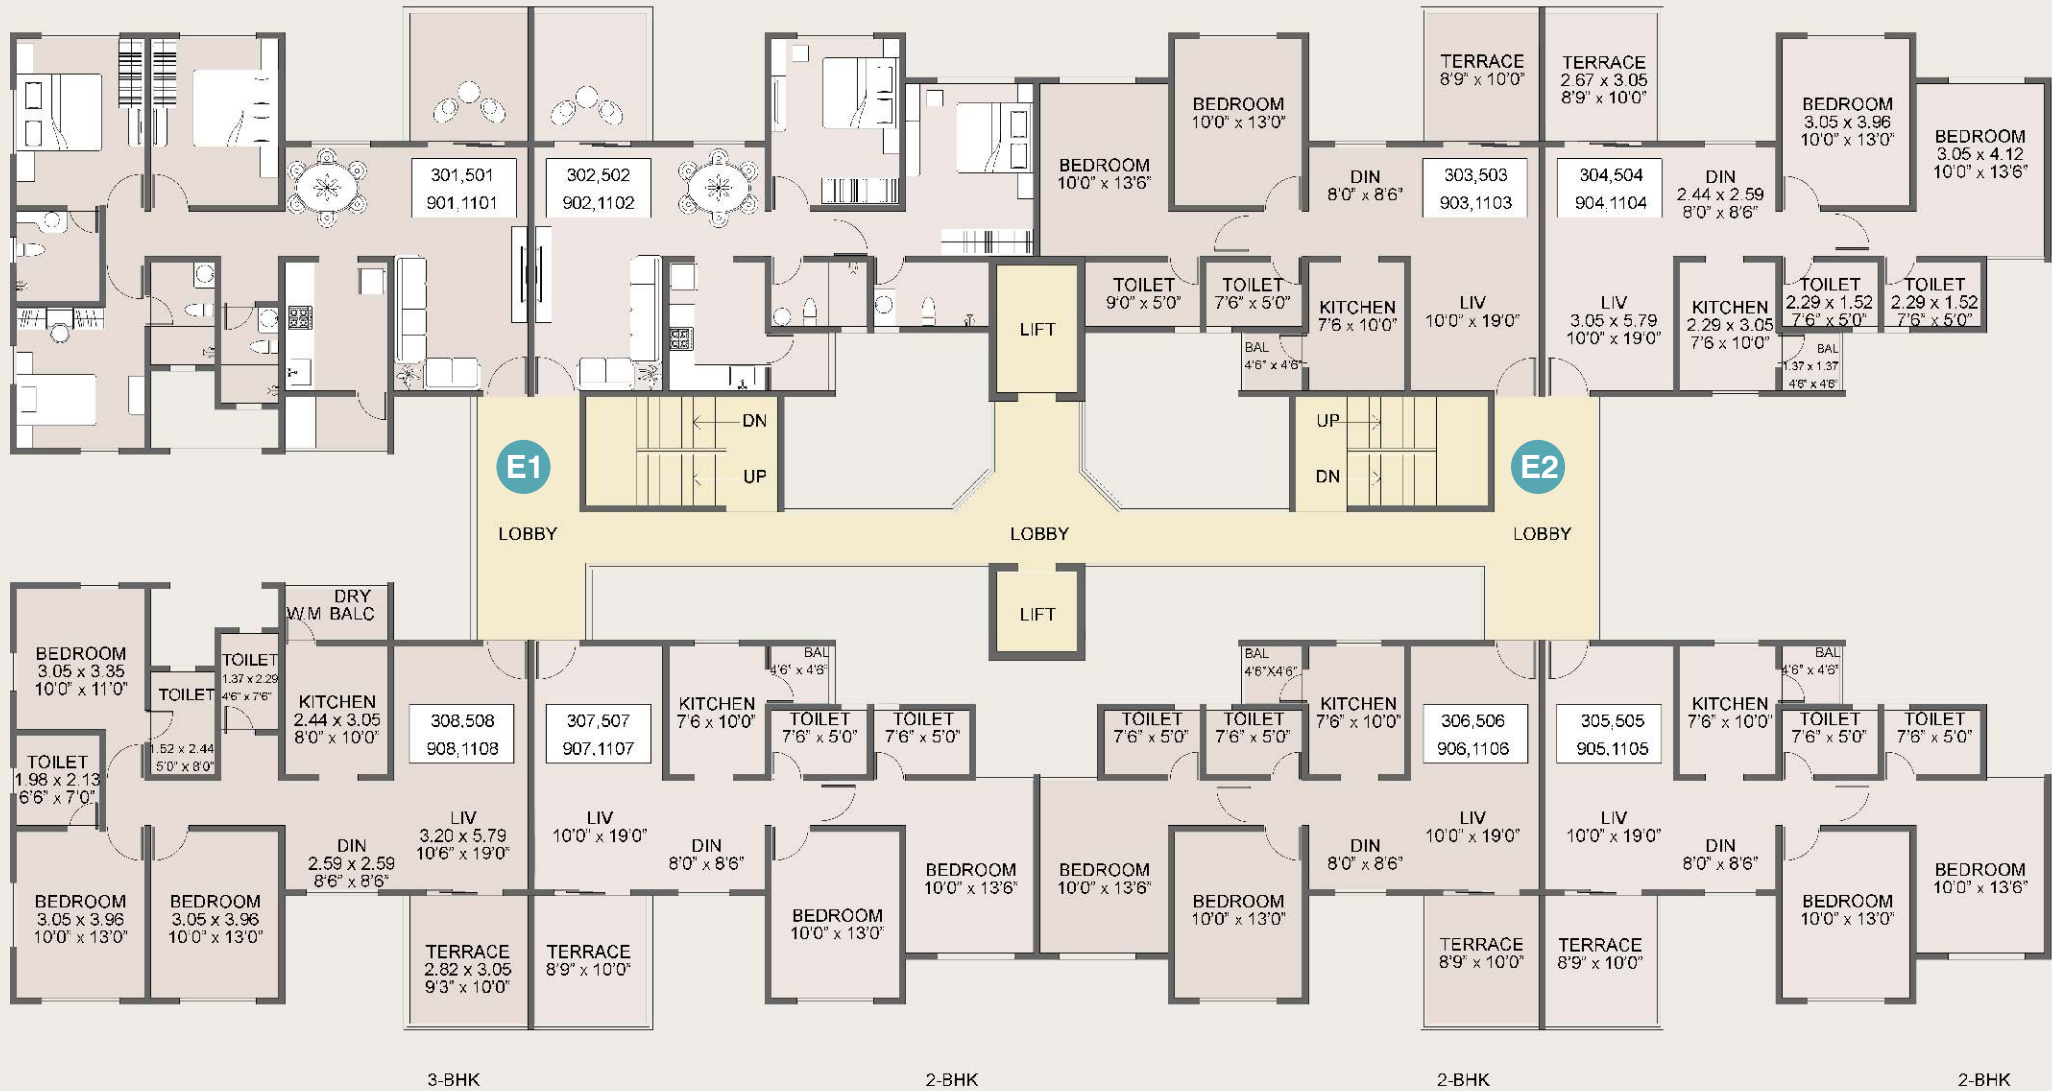 301,501
901,1101
302,502
902,1102
BEDROOM
10'0" x 13'6"
BEDROOM
10'0" x 13'0"
DIN
8'0" x 8'6"
TERRACE
8'9" x 10'0"
303,503
903,1103
TOILET
9'0" x 5'0"
TOILET
7'6" x 5'0"
KITCHEN
7'6 x 10'0"
LIV
10'0" x 19'0"
BAL
4'6" x 4'6"
TERRACE
2.67 x 3.05
8'9" x 10'0"
304,504
904,1104
DIN
2.44 x 2.59
8'0" x 8'6"
BEDROOM
3.05 x 3.96
10'0" x 13'0"
BEDROOM
3.05 x 4.12
10'0" x 13'6"
LIV
3.05 x 5.79
10'0" x 19'0"
KITCHEN
2.29 x 3.05
7'6 x 10'0"
TOILET
2.29 x 1.52
7'6" x 5'0"
TOILET
2.29 x 1.52
7'6" x 5'0"
BAL
1.37 x 1.37
4'6" x 4'6"
LIFT
DN
UP
UP
DN
E1
E2
LOBBY
LOBBY
LOBBY
LIFT
DRY
W.M BALC
BEDROOM
3.05 x 3.35
10'0" x 11'0"
TOILET
1.37 x 2.29
4'6" x 7'6"
TOILET
1.52 x 2.44
5'0" x 8'0"
KITCHEN
2.44 x 3.05
8'0" x 10'0"
308,508
908,1108
TOILET
1.98 x 2.13
6'6" x 7'0"
LIV
3.20 x 5.79
10'6" x 19'0"
DIN
2.59 x 2.59
8'6" x 8'6"
BEDROOM
3.05 x 3.96
10'0" x 13'0"
BEDROOM
3.05 x 3.96
10'0" x 13'0"
TERRACE
2.82 x 3.05
9'3" x 10'0"
307,507
907,1107
KITCHEN
7'6 x 10'0"
BAL
4'6" x 4'6"
TOILET
7'6" x 5'0"
TOILET
7'6" x 5'0"
LIV
10'0" x 19'0"
DIN
8'0" x 8'6"
BEDROOM
10'0" x 13'0"
BEDROOM
10'0" x 13'6"
TERRACE
8'9" x 10'0"
BAL
4'6"X4'6"
KITCHEN
7'6" x 10'0"
306,506
906,1106
TOILET
7'6" x 5'0"
TOILET
7'6" x 5'0"
LIV
10'0" x 19'0"
DIN
8'0" x 8'6"
BEDROOM
10'0" x 13'6"
BEDROOM
10'0" x 13'0"
TERRACE
8'9" x 10'0"
305,505
905,1105
KITCHEN
7'6" x 10'0"
BAL
4'6" x 4'6"
TOILET
7'6" x 5'0"
TOILET
7'6" x 5'0"
LIV
10'0" x 19'0"
DIN
8'0" x 8'6"
BEDROOM
10'0" x 13'0"
BEDROOM
10'0" x 13'6"
TERRACE
8'9" x 10'0"
3-BHK
2-BHK
2-BHK
2-BHK